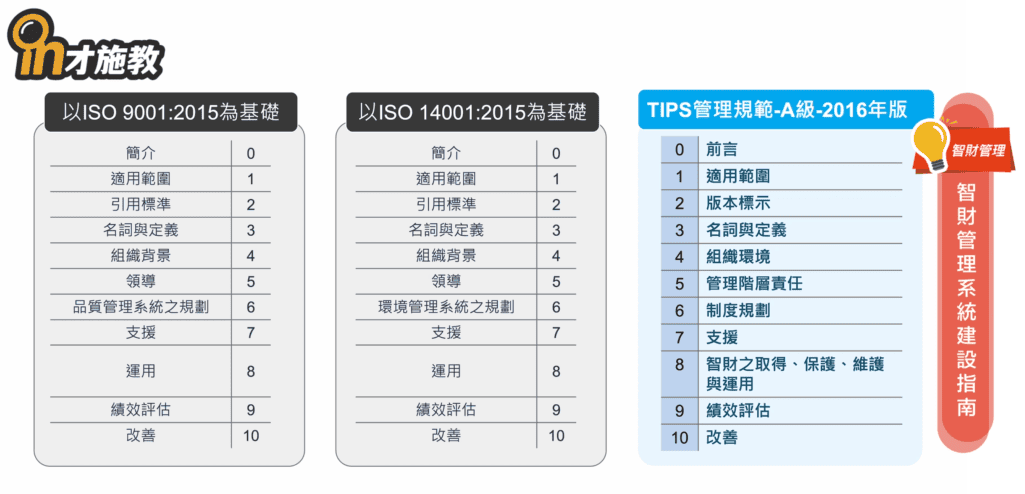 in才施教
以ISO 9001:2015為基礎
簡介 0
適用範圍 1
引用標準 2
名詞與定義 3
組織背景 4
領導 5
品質管理系統之規劃 6
支援 7
運用 8
績效評估 9
改善 10
以ISO 14001:2015為基礎
簡介 0
適用範圍 1
引用標準 2
名詞與定義 3
組織背景 4
領導 5
環境管理系統之規劃 6
支援 7
運用 8
績效評估 9
改善 10
TIPS管理規範-A級-2016年版
0 前言
1 適用範圍
2 版本標示
3 名詞與定義
4 組織環境
5 管理階層責任
6 制度規劃
7 支援
8 智財之取得、保護、維護
與運用
9 績效評估
10 改善
智財管理
智財管理系統建設指南